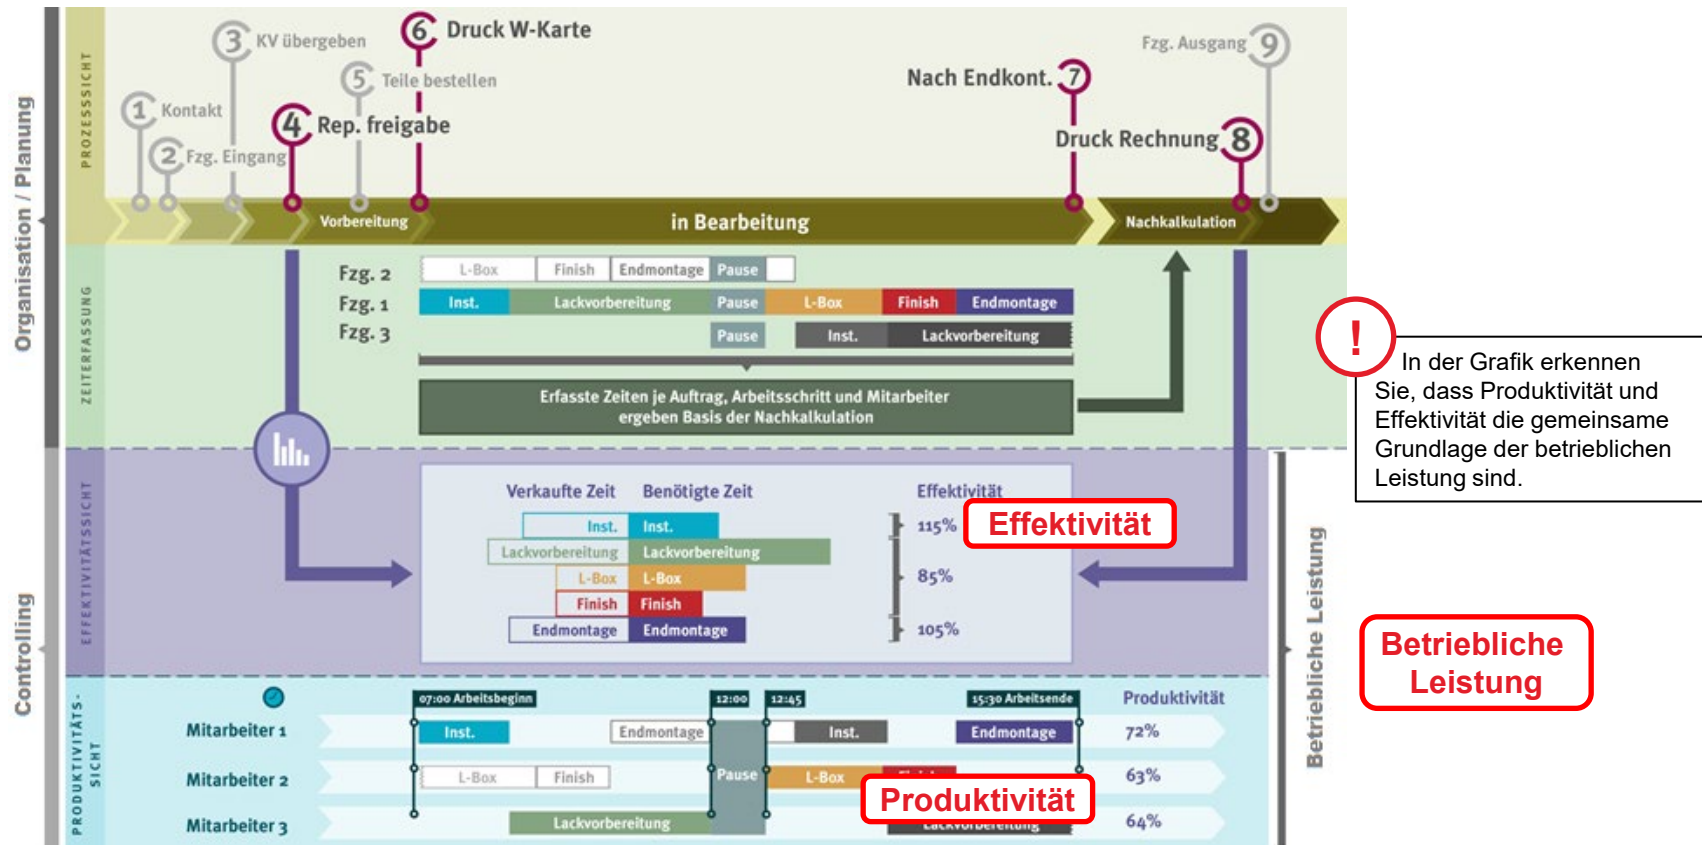 Organisation / Planung
Controlling
PROZESSSICHT
1 Kontakt
2 Fzg. Eingang
3 KV übergeben
4 Rep. freigabe
5 Teile bestellen
6 Druck W-Karte
Nach Endkont. 7
Druck Rechnung 8
Fzg. Ausgang 9
Vorbereitung
in Bearbeitung
Nachkalkulation
ZEITERFASSUNG
Fzg. 2 L-Box Finish Endmontage Pause
Fzg. 1 Inst. Lackvorbereitung Pause L-Box Finish Endmontage
Fzg. 3 Pause Inst. Lackvorbereitung
Erfasste Zeiten je Auftrag, Arbeitsschritt und Mitarbeiter
ergeben Basis der Nachkalkulation
!
In der Grafik erkennen
Sie, dass Produktivität und
Effektivität die gemeinsame
Grundlage der betrieblichen
Leistung sind.
EFFEKTIVITÄTSSICHT
Verkaufte Zeit Benötigte Zeit Effektivität
Inst. Inst. 115%
Effektivität
Lackvorbereitung Lackvorbereitung
L-Box L-Box 85%
Finish Finish
Endmontage Endmontage 105%
Betriebliche Leistung
Betriebliche
Leistung
PRODUKTIVITÄTS-
SICHT
07:00 Arbeitsbeginn 12:00 12:45 15:30 Arbeitsende Produktivität
Mitarbeiter 1 Inst. Endmontage Inst. Endmontage 72%
Mitarbeiter 2 L-Box Finish Pause L-Box Finish 63%
Produktivität
Mitarbeiter 3 Lackvorbereitung Lackvorbereitung 64%